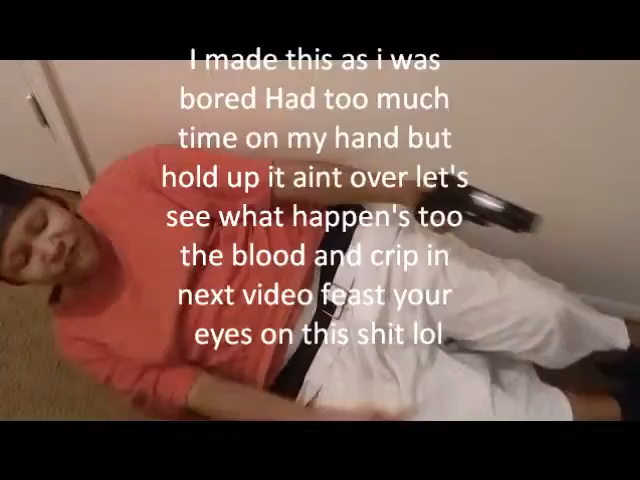 I made this as i was
bored Had too much
time on my hand but
hold up it aint over let's
see what happen's too
the blood and crip in
next video feast your
eyes on this shit lol